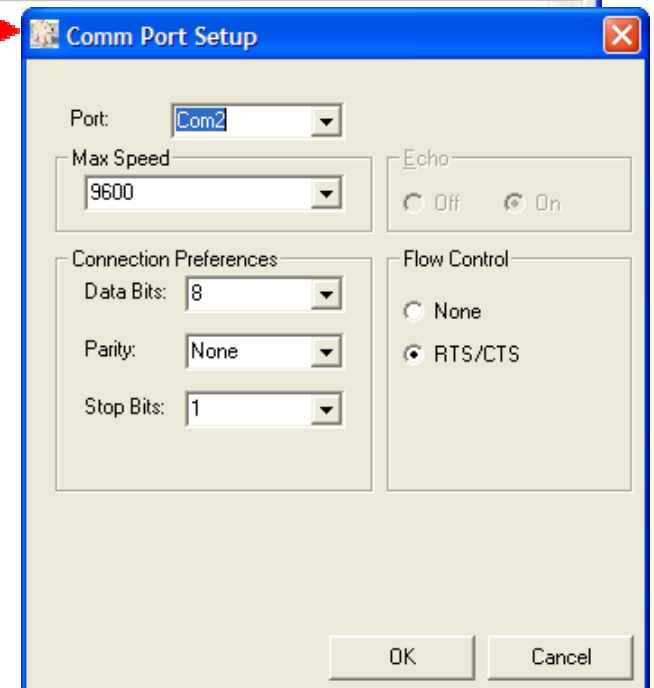 Comm Port Setup
Port: Com2
Max Speed
9600
Echo
Off On
Connection Preferences
Data Bits: 8
Parity: None
Stop Bits: 1
Flow Control
None
RTS/CTS
OK Cancel